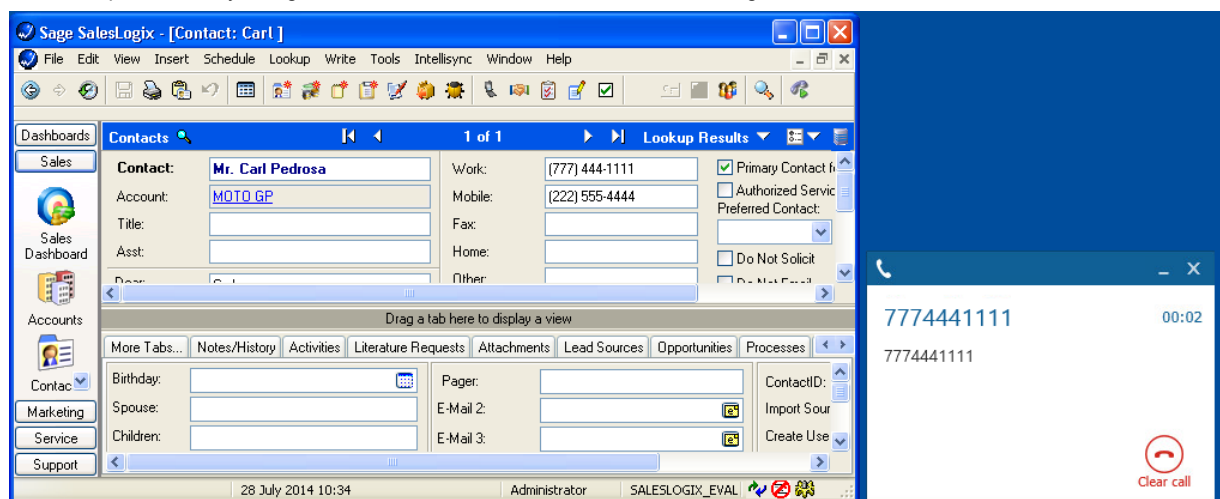 Sage SalesLogix - [Contact: Carl ]
File Edit View Insert Schedule Lookup Write Tools Intellisync Window Help
Dashboards
Sales
Sales
Dashboard
Accounts
Contac
Marketing
Service
Support
Contacts 1 of 1 Lookup Results
Contact: Mr. Carl Pedrosa
Account: MOTO GP
Title:
Asst:
Work: (777) 444-1111
Mobile: (222) 555-4444
Fax:
Home:
Other
Primary Contact f
Authorized Servic
Preferred Contact:
Do Not Solicit
Drag a tab here to display a view
More Tabs... Notes/History Activities Literature Requests Attachments Lead Sources Opportunities Processes
Birthday:
Spouse:
Children:
Pager:
E-Mail 2:
E-Mail 3:
ContactID:
Import Sour
Create Use
28 July 2014 10:34 Administrator SALESLOGIX_EVAL
7774441111 00:02
7774441111
Clear call